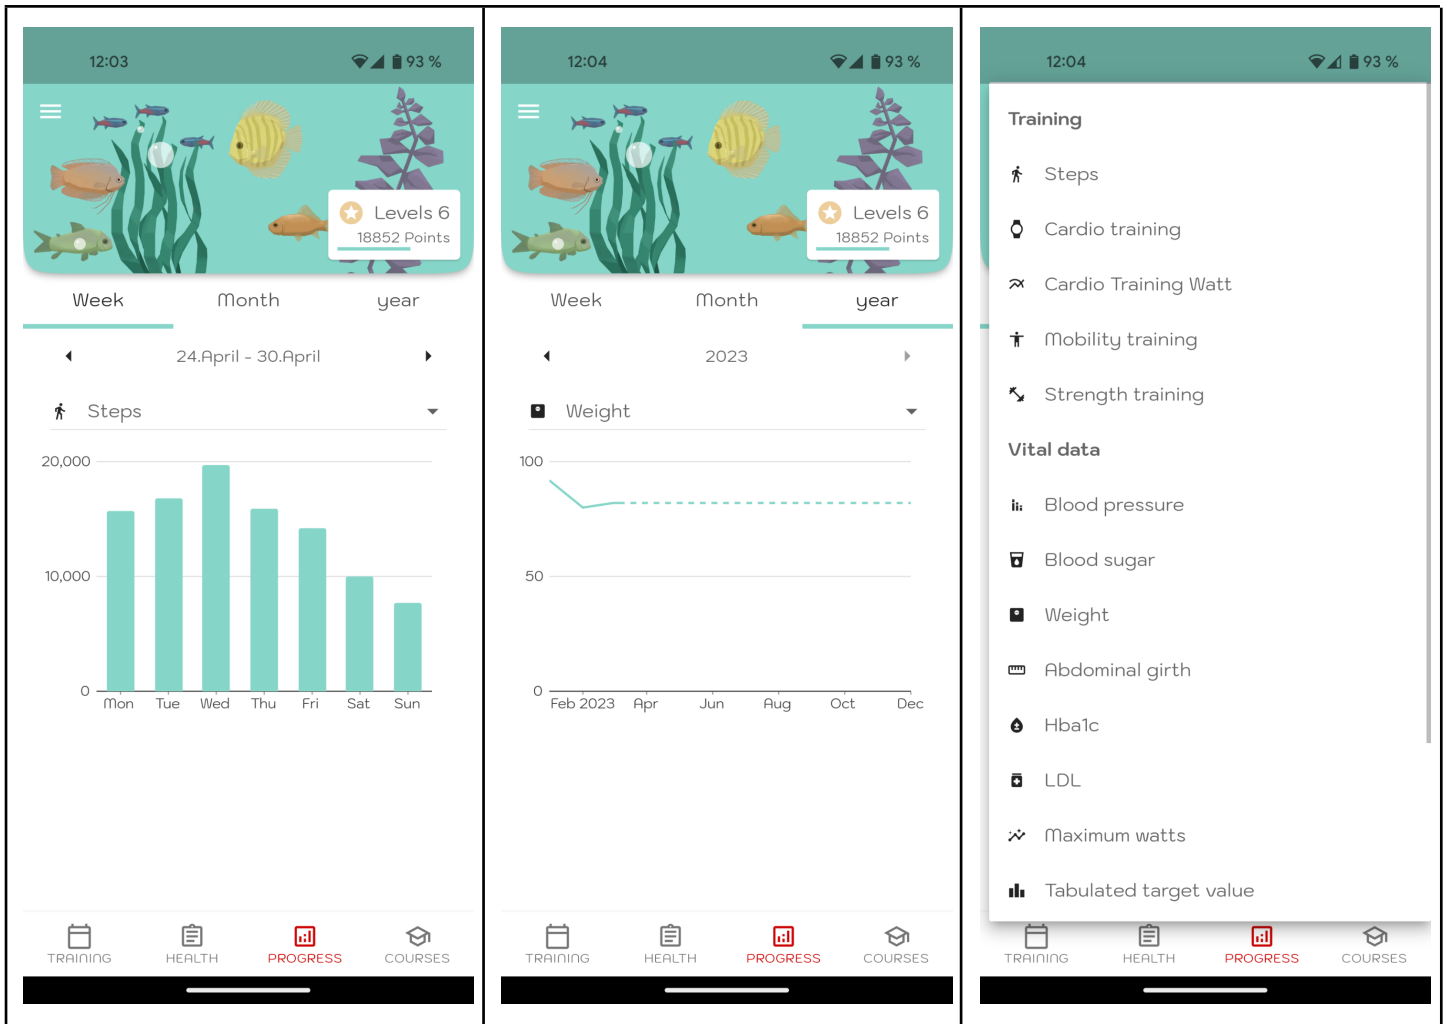 12:03
93 %
Levels 6
18852 Points
Week Month year
24.April - 30.April
Steps
20,000
10,000
0
Mon Tue Wed Thu Fri Sat Sun
TRAINING HEALTH PROGRESS COURSES
12:04
93 %
Levels 6
18852 Points
Week Month year
2023
Weight
100
50
0
Feb 2023 Apr Jun Aug Oct Dec
TRAINING HEALTH PROGRESS COURSES
12:04
93 %
Training
Steps
Cardio training
Cardio Training Watt
Mobility training
Strength training
Vital data
Blood pressure
Blood sugar
Weight
Abdominal girth
Hba1c
LDL
Maximum watts
Tabulated target value
TRAINING HEALTH PROGRESS COURSES